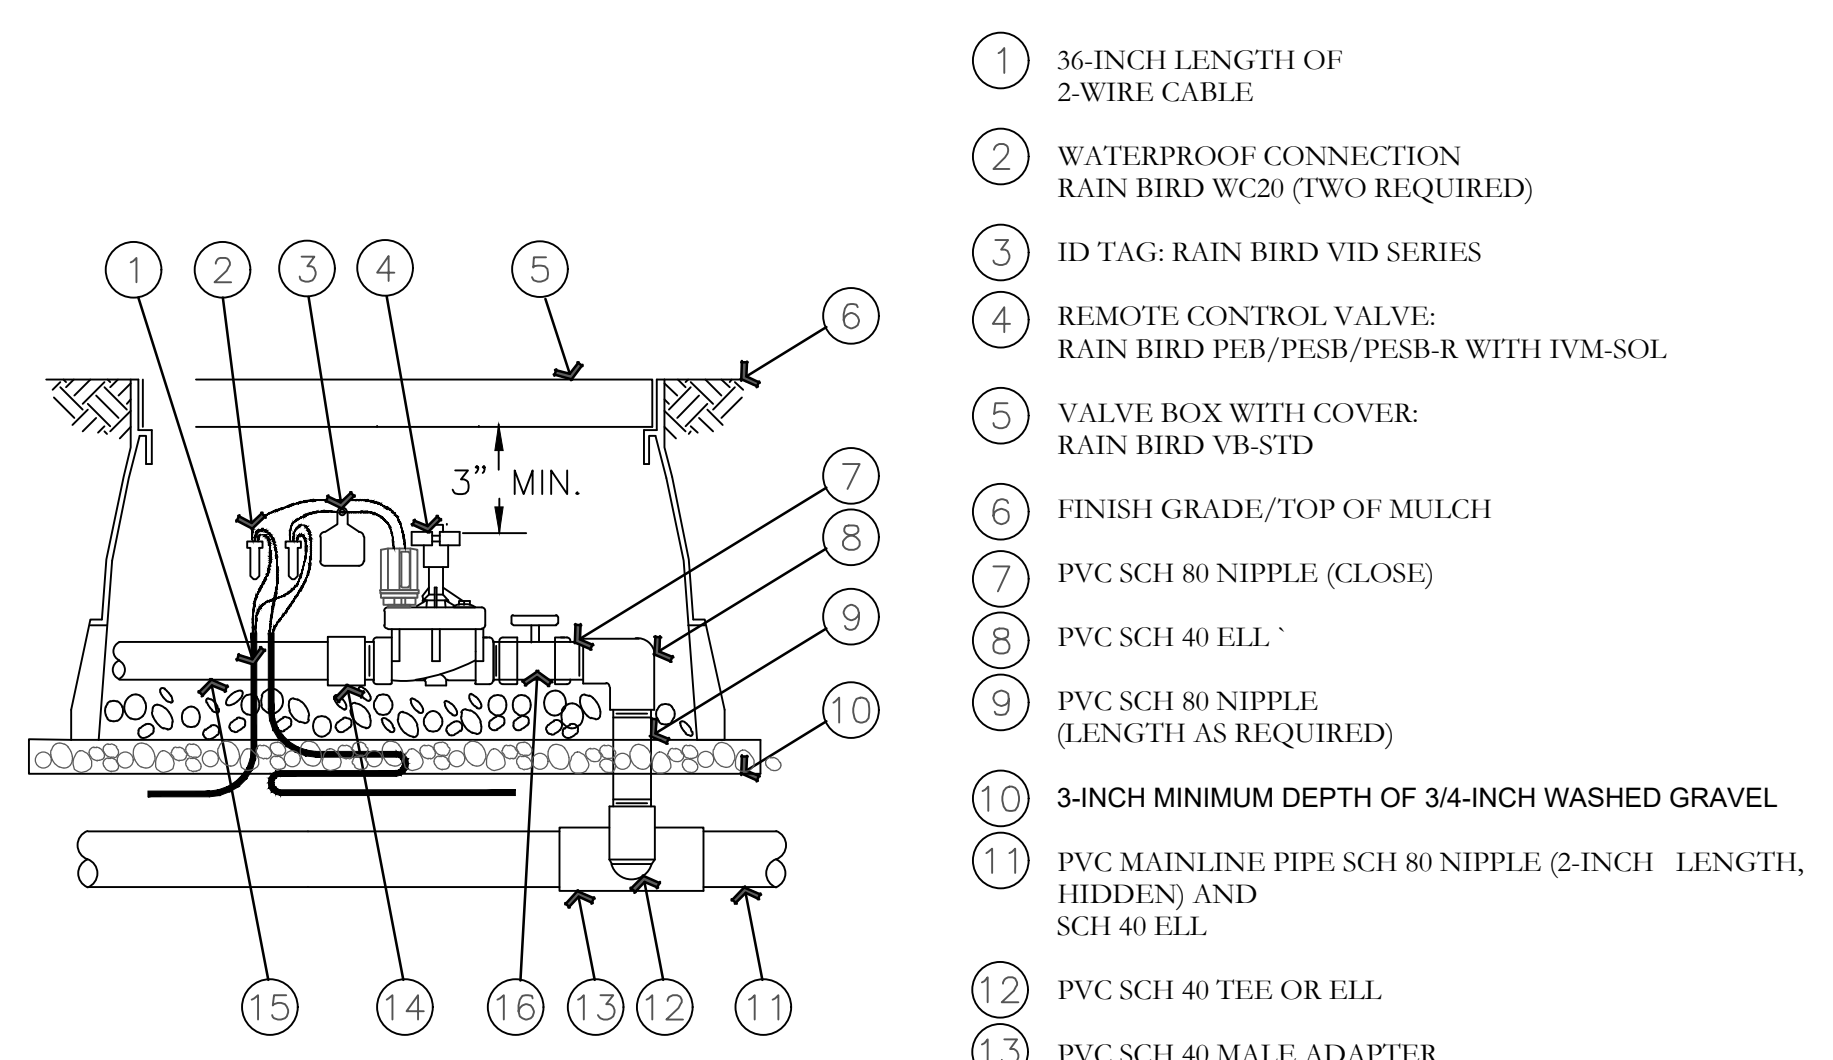 1 36-INCH LENGTH OF
2-WIRE CABLE
2 WATERPROOF CONNECTION
RAIN BIRD WC20 (TWO REQUIRED)
3 ID TAG: RAIN BIRD VID SERIES
4 REMOTE CONTROL VALVE:
RAIN BIRD PEB/PESB/PESB-R WITH IVM-SOL
5 VALVE BOX WITH COVER:
RAIN BIRD VB-STD
6 FINISH GRADE/TOP OF MULCH
7 PVC SCH 80 NIPPLE (CLOSE)
8 PVC SCH 40 ELL `
9 PVC SCH 80 NIPPLE
(LENGTH AS REQUIRED)
10 3-INCH MINIMUM DEPTH OF 3/4-INCH WASHED GRAVEL
11 PVC MAINLINE PIPE SCH 80 NIPPLE (2-INCH LENGTH,
HIDDEN) AND
SCH 40 ELL
12 PVC SCH 40 TEE OR ELL
13 PVC SCH 40 MALE ADAPTER
1 2 3 4 5
6
3" MIN.
7
8
9
10
15 14 16 13 12 11